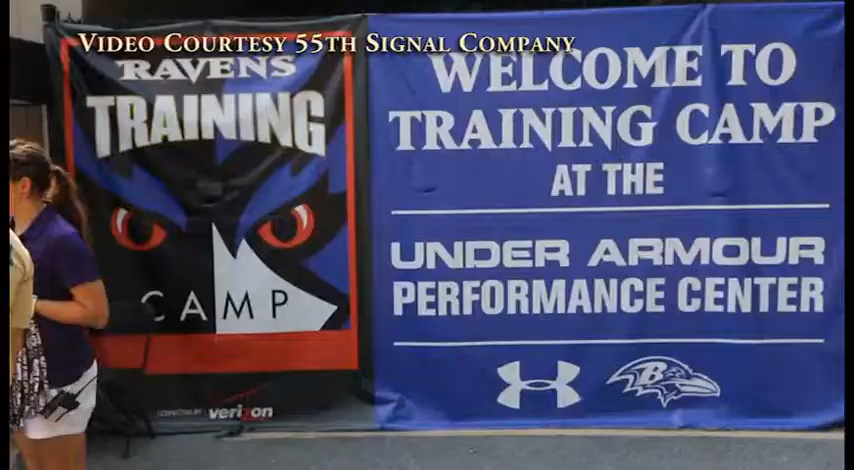 VIDEO COURTESY 55TH SIGNAL COMPANY
RAVENS
TRAINING
CAMP
verizon
WELCOME TO
TRAINING CAMP
AT THE
UNDER ARMOUR
PERFORMANCE CENTER
B